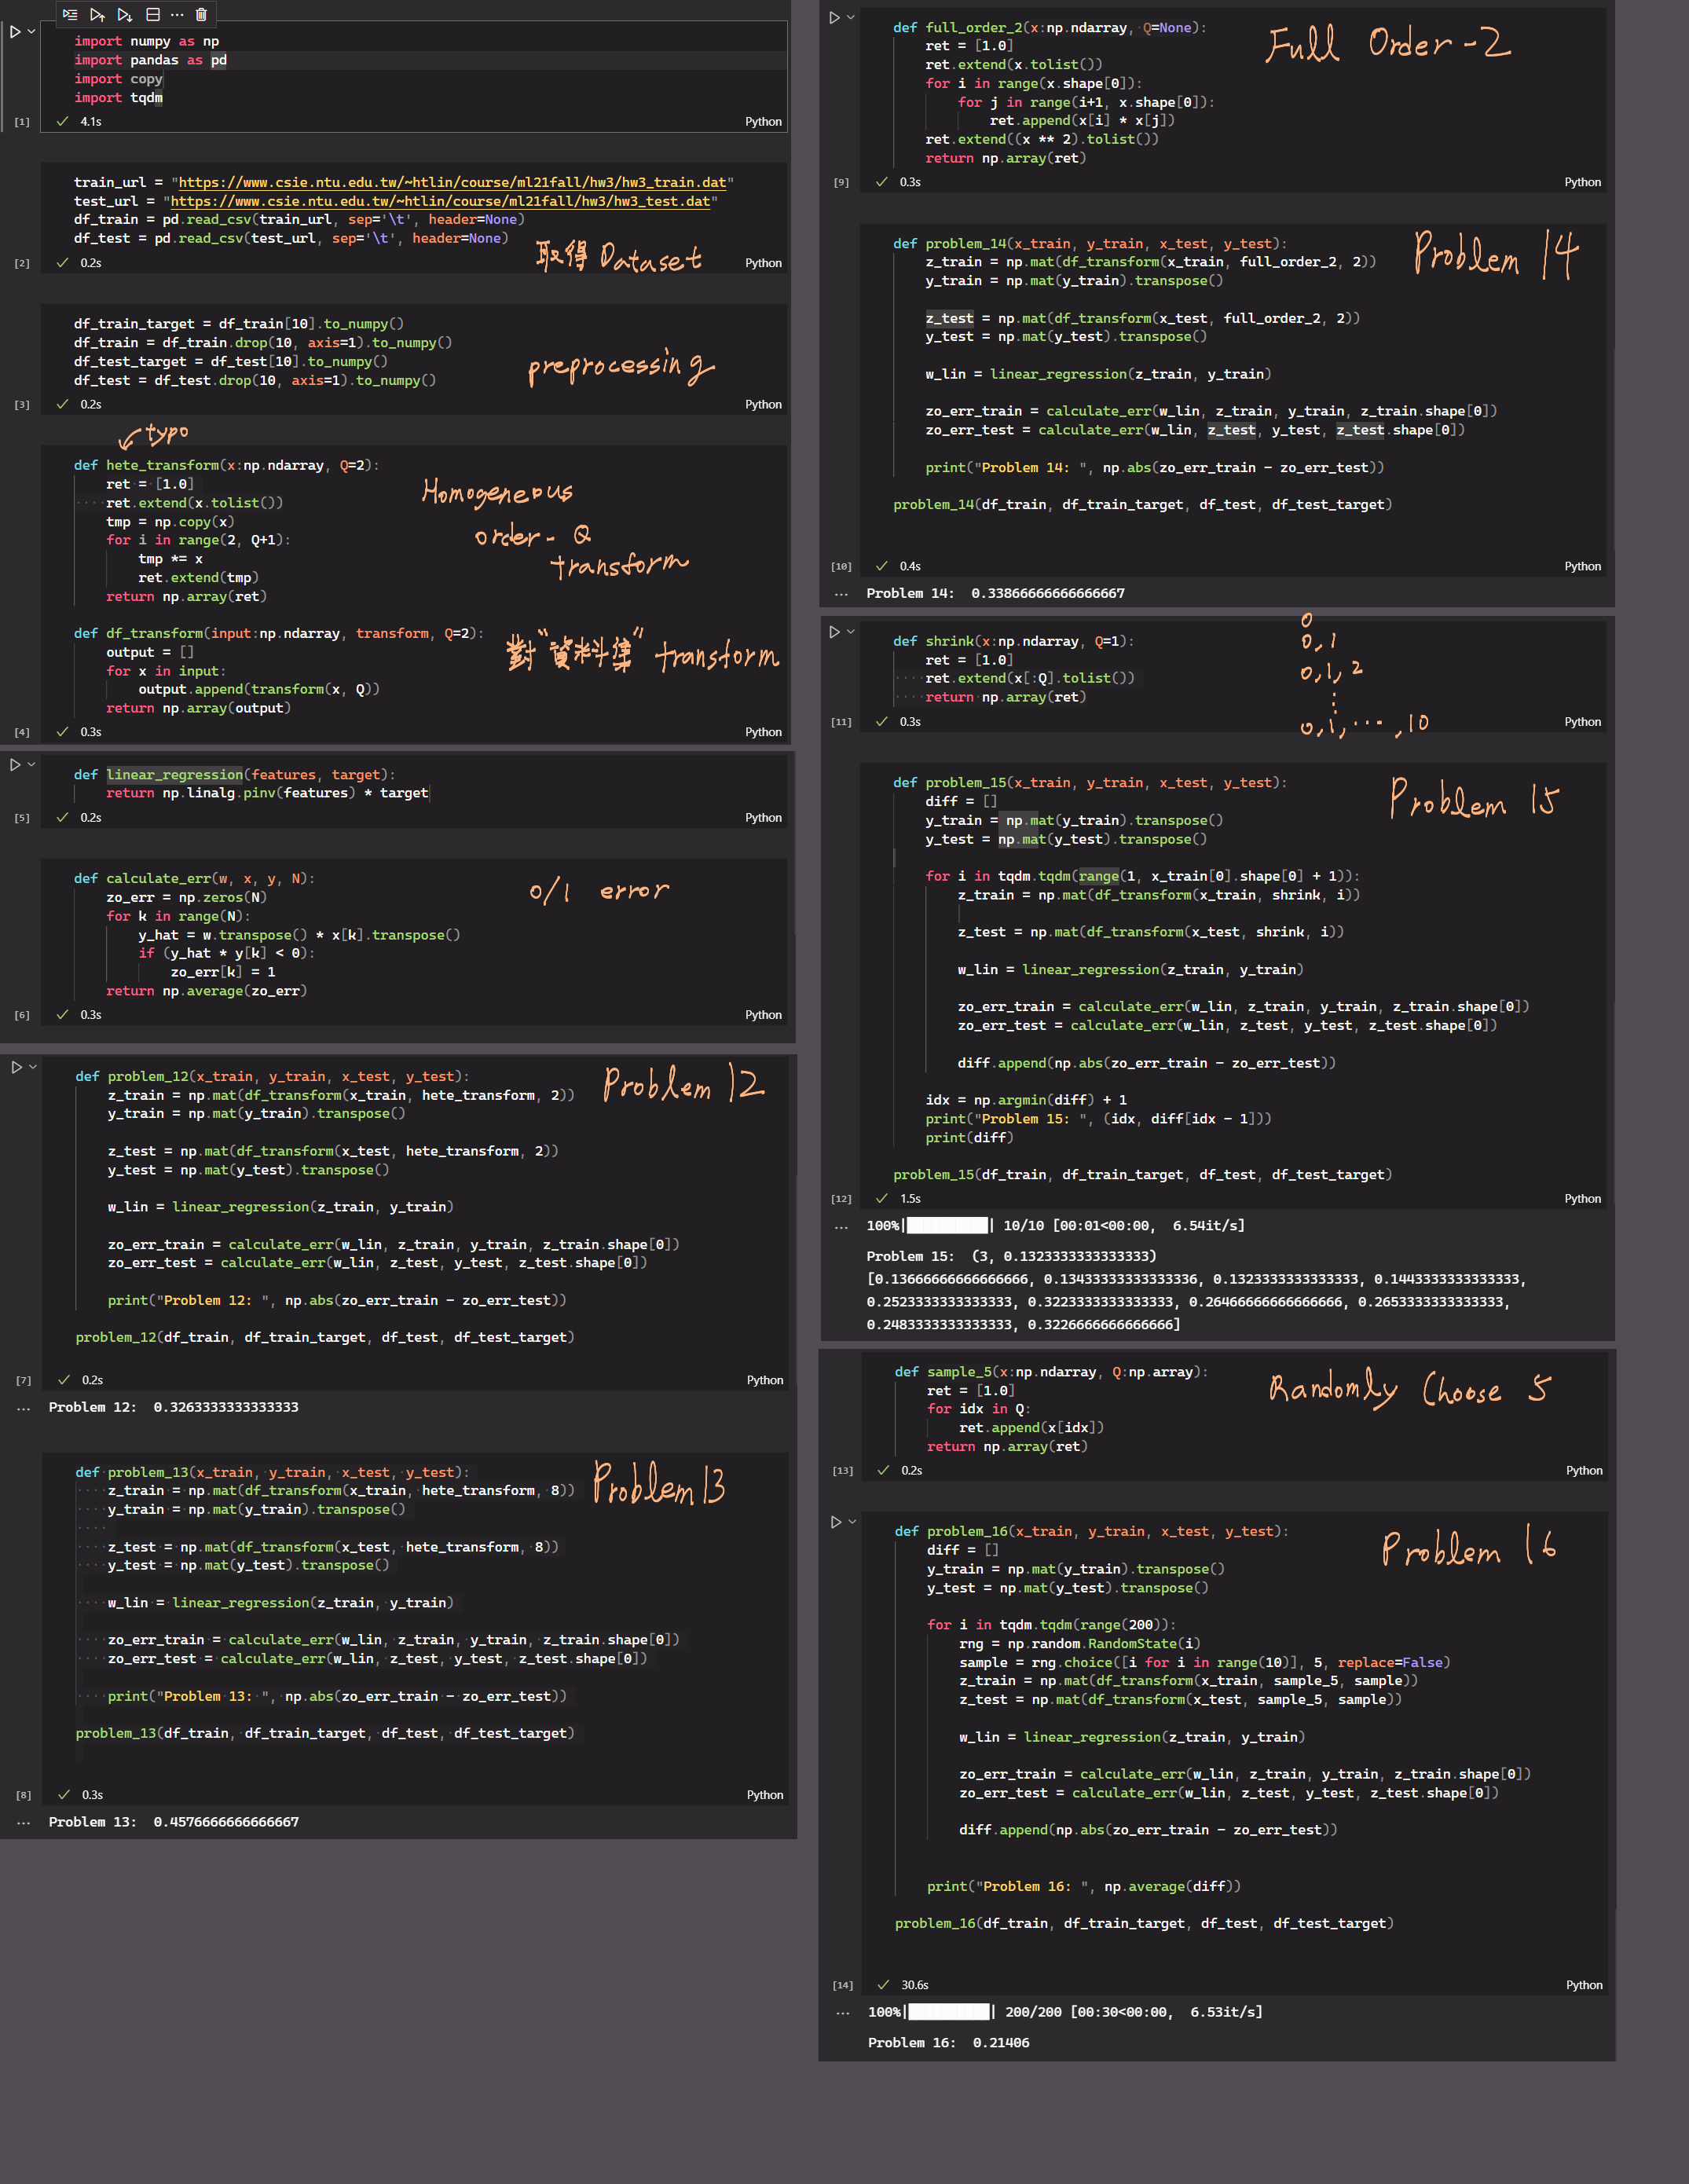 import numpy as np
import pandas as pd
import copy
import tqdm
[1]
4.1s
Python
train_url = "https://www.csie.ntu.edu.tw/~htlin/course/ml21fall/hw3/hw3_train.dat"
test_url = "https://www.csie.ntu.edu.tw/~htlin/course/ml21fall/hw3/hw3_test.dat"
df_train = pd.read_csv(train_url, sep='\t', header=None)
df_test = pd.read_csv(test_url, sep='\t', header=None)
取得 Dataset
[2]
0.2s
Python
df_train_target = df_train[10].to_numpy()
df_train = df_train.drop(10, axis=1).to_numpy()
df_test_target = df_test[10].to_numpy()
df_test = df_test.drop(10, axis=1).to_numpy()
preprocessing
[3]
0.2s
Python
typo
def hete_transform(x:np.ndarray, Q=2):
ret = [1.0]
ret.extend(x.tolist())
tmp = np.copy(x)
for i in range(2, Q+1):
tmp *= x
ret.extend(tmp)
return np.array(ret)
Homogeneous
order-Q
transform
def df_transform(input:np.ndarray, transform, Q=2):
output = []
for x in input:
output.append(transform(x, Q))
return np.array(output)
對"資料集" transform
[4]
0.3s
Python
def linear_regression(features, target):
return np.linalg.pinv(features) * target
[5]
0.2s
Python
def calculate_err(w, x, y, N):
zo_err = np.zeros(N)
for k in range(N):
y_hat = w.transpose() * x[k].transpose()
if (y_hat * y[k] < 0):
zo_err[k] = 1
return np.average(zo_err)
0/1 error
[6]
0.3s
Python
def problem_12(x_train, y_train, x_test, y_test):
z_train = np.mat(df_transform(x_train, hete_transform, 2))
y_train = np.mat(y_train).transpose()
z_test = np.mat(df_transform(x_test, hete_transform, 2))
y_test = np.mat(y_test).transpose()
w_lin = linear_regression(z_train, y_train)
zo_err_train = calculate_err(w_lin, z_train, y_train, z_train.shape[0])
zo_err_test = calculate_err(w_lin, z_test, y_test, z_test.shape[0])
print("Problem 12: ", np.abs(zo_err_train - zo_err_test))
problem_12(df_train, df_train_target, df_test, df_test_target)
Problem 12
[7]
0.2s
Python
... Problem 12:  0.3263333333333333
def problem_13(x_train, y_train, x_test, y_test):
z_train = np.mat(df_transform(x_train, hete_transform, 8))
y_train = np.mat(y_train).transpose()
z_test = np.mat(df_transform(x_test, hete_transform, 8))
y_test = np.mat(y_test).transpose()
w_lin = linear_regression(z_train, y_train)
zo_err_train = calculate_err(w_lin, z_train, y_train, z_train.shape[0])
zo_err_test = calculate_err(w_lin, z_test, y_test, z_test.shape[0])
print("Problem 13: ", np.abs(zo_err_train - zo_err_test))
problem_13(df_train, df_train_target, df_test, df_test_target)
Problem 13
[8]
0.3s
Python
... Problem 13:  0.4576666666666667
def full_order_2(x:np.ndarray, Q=None):
ret = [1.0]
ret.extend(x.tolist())
for i in range(x.shape[0]):
for j in range(i+1, x.shape[0]):
ret.append(x[i] * x[j])
ret.extend((x ** 2).tolist())
return np.array(ret)
Full Order-2
[9]
0.3s
Python
def problem_14(x_train, y_train, x_test, y_test):
z_train = np.mat(df_transform(x_train, full_order_2, 2))
y_train = np.mat(y_train).transpose()
z_test = np.mat(df_transform(x_test, full_order_2, 2))
y_test = np.mat(y_test).transpose()
w_lin = linear_regression(z_train, y_train)
zo_err_train = calculate_err(w_lin, z_train, y_train, z_train.shape[0])
zo_err_test = calculate_err(w_lin, z_test, y_test, z_test.shape[0])
print("Problem 14: ", np.abs(zo_err_train - zo_err_test))
problem_14(df_train, df_train_target, df_test, df_test_target)
Problem 14
[10]
0.4s
Python
... Problem 14:  0.33866666666666667
def shrink(x:np.ndarray, Q=1):
ret = [1.0]
ret.extend(x[:Q].tolist())
return np.array(ret)
0
0,1
0,1,2
⋮
0,1,⋯,10
[11]
0.3s
Python
def problem_15(x_train, y_train, x_test, y_test):
diff = []
y_train = np.mat(y_train).transpose()
y_test = np.mat(y_test).transpose()
for i in tqdm.tqdm(range(1, x_train[0].shape[0] + 1)):
z_train = np.mat(df_transform(x_train, shrink, i))
z_test = np.mat(df_transform(x_test, shrink, i))
w_lin = linear_regression(z_train, y_train)
zo_err_train = calculate_err(w_lin, z_train, y_train, z_train.shape[0])
zo_err_test = calculate_err(w_lin, z_test, y_test, z_test.shape[0])
diff.append(np.abs(zo_err_train - zo_err_test))
idx = np.argmin(diff) + 1
print("Problem 15: ", (idx, diff[idx - 1]))
print(diff)
problem_15(df_train, df_train_target, df_test, df_test_target)
Problem 15
[12]
1.5s
Python
... 100%|██████████| 10/10 [00:01<00:00,  6.54it/s]
Problem 15:  (3, 0.1323333333333333)
[0.13666666666666666, 0.13433333333333336, 0.1323333333333333, 0.1443333333333333,
0.2523333333333333, 0.3223333333333333, 0.26466666666666666, 0.2653333333333333,
0.2483333333333333, 0.3226666666666666]
def sample_5(x:np.ndarray, Q:np.array):
ret = [1.0]
for idx in Q:
ret.append(x[idx])
return np.array(ret)
Randomly Choose 5
[13]
0.2s
Python
def problem_16(x_train, y_train, x_test, y_test):
diff = []
y_train = np.mat(y_train).transpose()
y_test = np.mat(y_test).transpose()
for i in tqdm.tqdm(range(200)):
rng = np.random.RandomState(i)
sample = rng.choice([i for i in range(10)], 5, replace=False)
z_train = np.mat(df_transform(x_train, sample_5, sample))
z_test = np.mat(df_transform(x_test, sample_5, sample))
w_lin = linear_regression(z_train, y_train)
zo_err_train = calculate_err(w_lin, z_train, y_train, z_train.shape[0])
zo_err_test = calculate_err(w_lin, z_test, y_test, z_test.shape[0])
diff.append(np.abs(zo_err_train - zo_err_test))
print("Problem 16: ", np.average(diff))
problem_16(df_train, df_train_target, df_test, df_test_target)
Problem 16
[14]
30.6s
Python
... 100%|██████████| 200/200 [00:30<00:00,  6.53it/s]
Problem 16:  0.21406